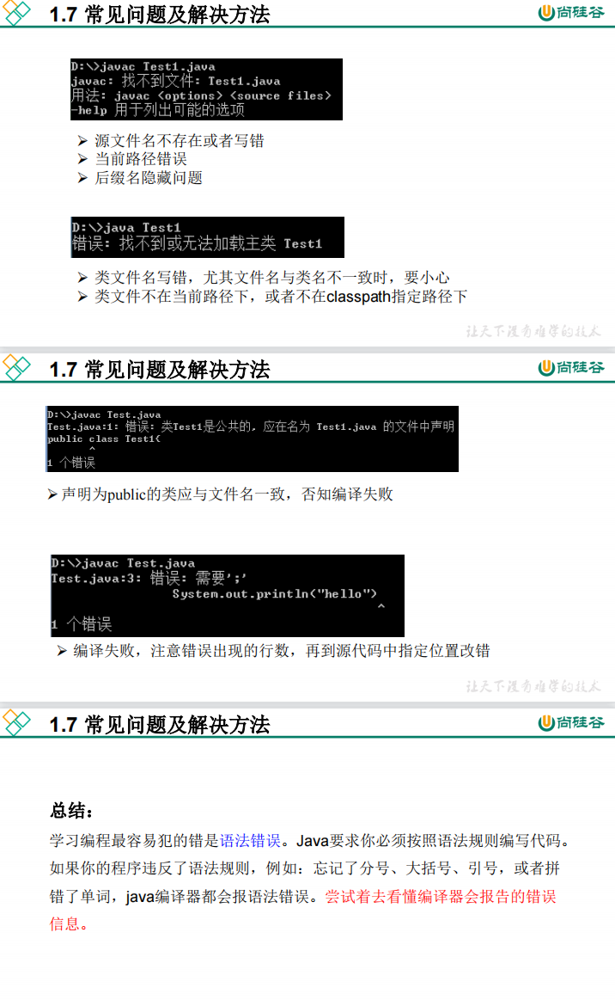 1.7 常见问题及解决方法
尚硅谷
D:\>javac Test1.java
javac: 找不到文件: Test1.java
用法: javac <options> <source files>
-help 用于列出可能的选项
➢ 源文件名不存在或者写错
➢ 当前路径错误
➢ 后缀名隐藏问题
D:\>java Test1
错误: 找不到或无法加载主类 Test1
➢ 类文件名写错，尤其文件名与类名不一致时，要小心
➢ 类文件不在当前路径下，或者不在classpath指定路径下
让天下没有难学的技术
1.7 常见问题及解决方法
尚硅谷
D:\>javac Test.java
Test.java:1: 错误: 类Test1是公共的, 应在名为 Test1.java 的文件中声明
public class Test1{
^
1 个错误
➢声明为public的类应与文件名一致，否知编译失败
D:\>javac Test.java
Test.java:3: 错误: 需要';'
System.out.println("hello")
^
1 个错误
➢ 编译失败，注意错误出现的行数，再到源代码中指定位置改错
让天下没有难学的技术
1.7 常见问题及解决方法
尚硅谷
总结：
学习编程最容易犯的错是语法错误。Java要求你必须按照语法规则编写代码。
如果你的程序违反了语法规则，例如：忘记了分号、大括号、引号，或者拼
错了单词，java编译器都会报语法错误。尝试着去看懂编译器会报告的错误
信息。